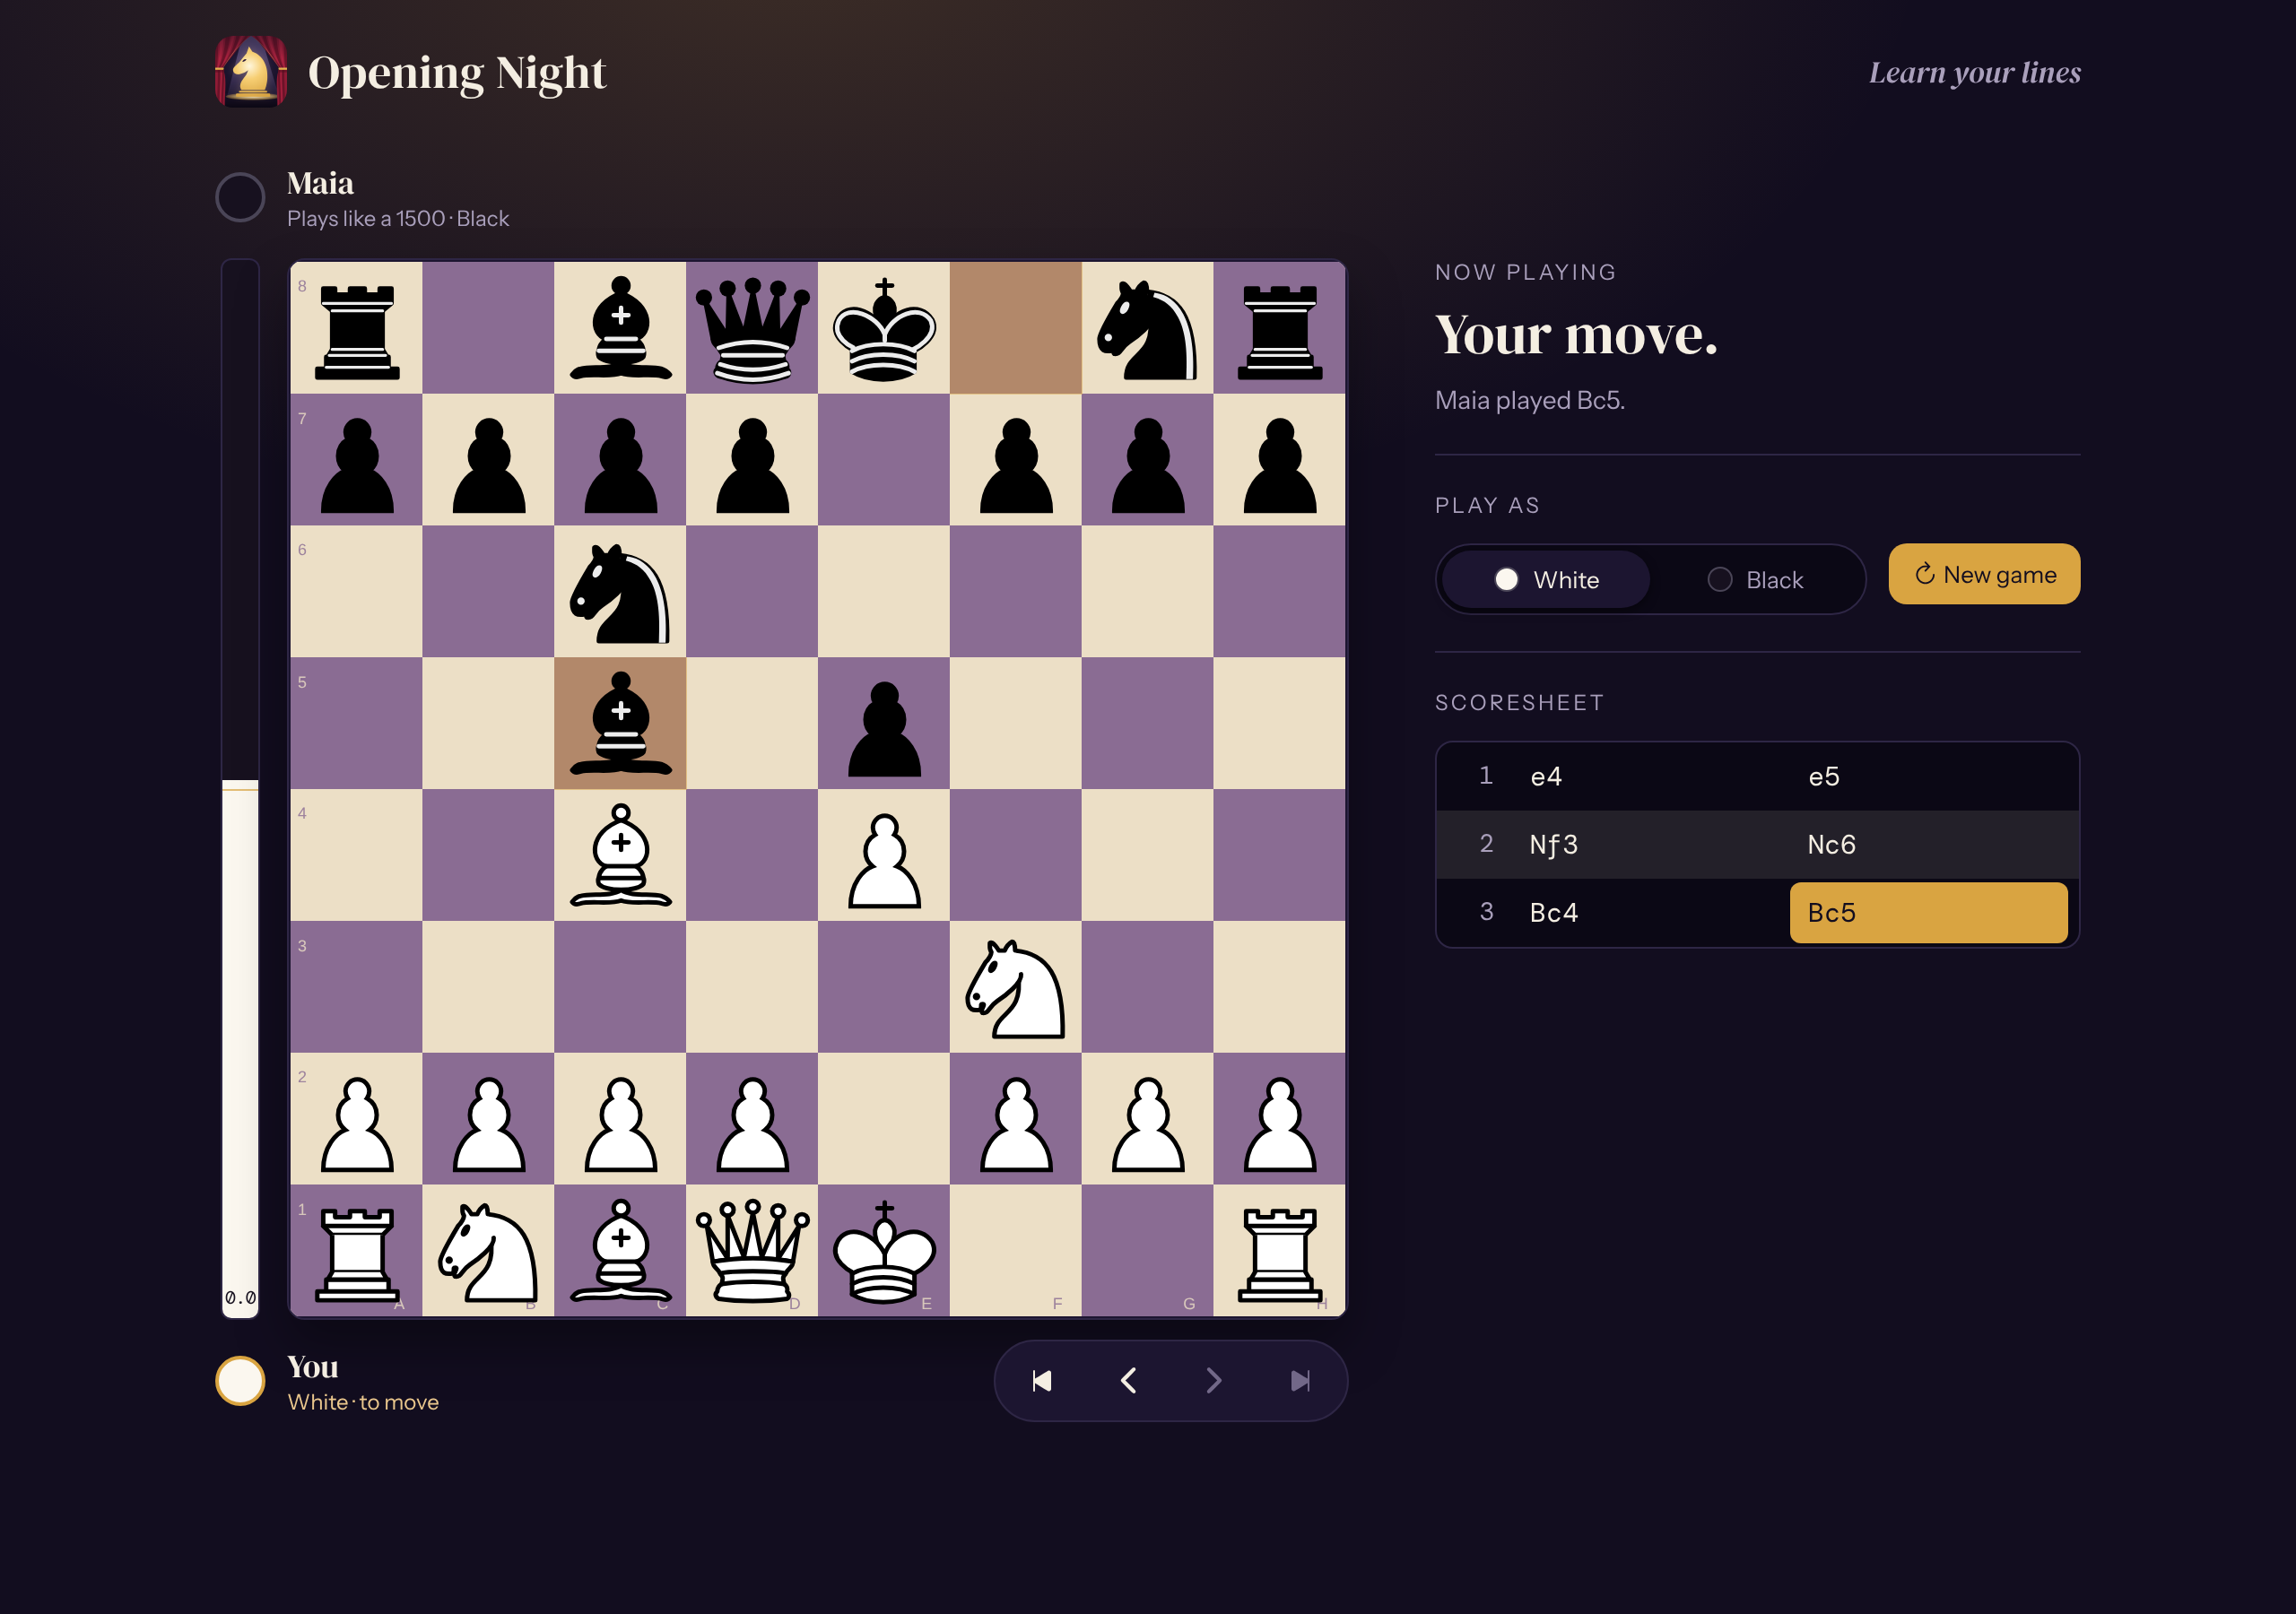 Opening Night
Learn your lines
Maia
Plays like a 1500 · Black
NOW PLAYING
Your move.
Maia played Bc5.
PLAY AS
White
Black
New game
SCORESHEET
1 e4 e5
2 Nf3 Nc6
3 Bc4 Bc5
8
7
6
5
4
3
2
1
A B C D E F G H
0.0
You
White · to move